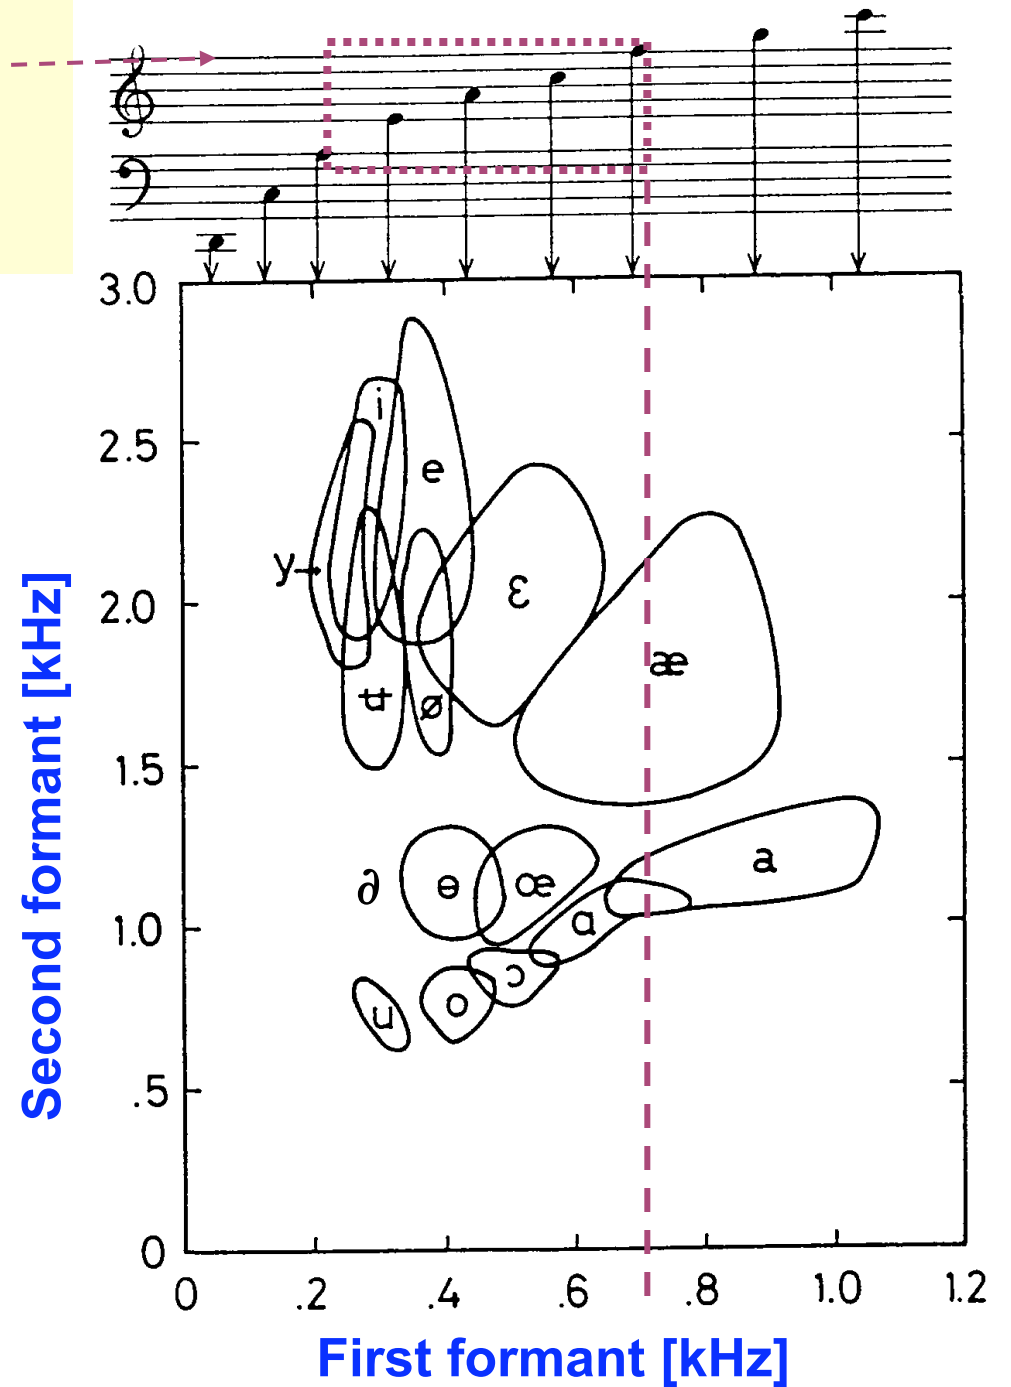 3.0
i
2.5
e
y
2.0
ɛ
æ
ʉ
ø
1.5
a
∂
ɵ
œ
1.0
ɑ
ɔ
u
o
.5
0
0 .2 .4 .6 .8 1.0 1.2
First formant [kHz]
Second formant [kHz]